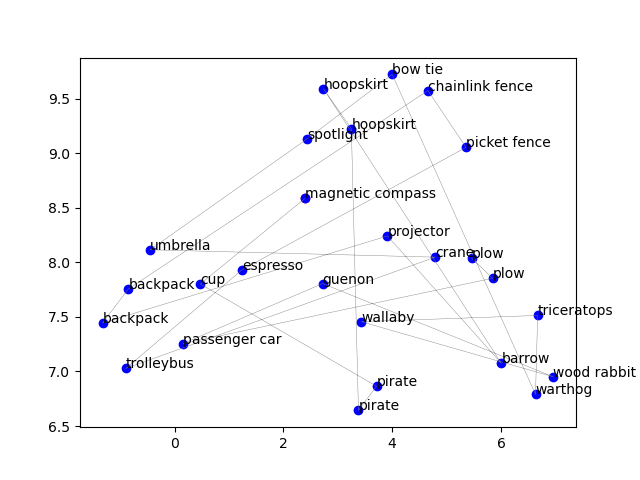 bow tie
hoopskirt
chainlink fence
9.5
hoopskirt
spotlight
picket fence
9.0
magnetic compass
8.5
projector
umbrella
crane
plow
8.0
espresso
plow
backpack
cup
guenon
7.5
backpack
wallaby
triceratops
passenger car
barrow
trolleybus
7.0
wood rabbit
pirate
warthog
pirate
6.5
0 2 4 6